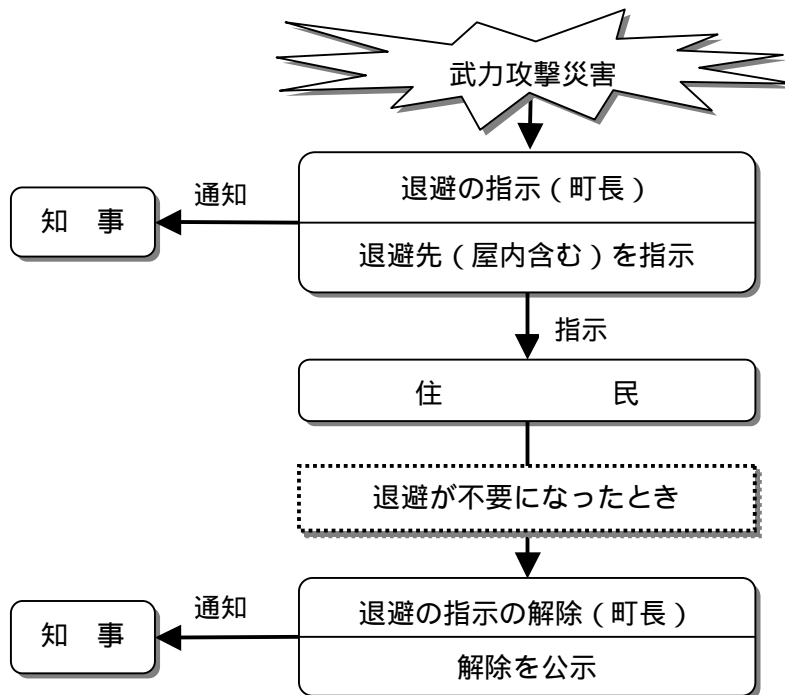 武力攻撃災害
退避の指示(町長)
通知
知 事
退避先(屋内含む)を指示
指示
住 民
退避が不要になったとき
退避の指示の解除(町長)
通知
知 事
解除を公示